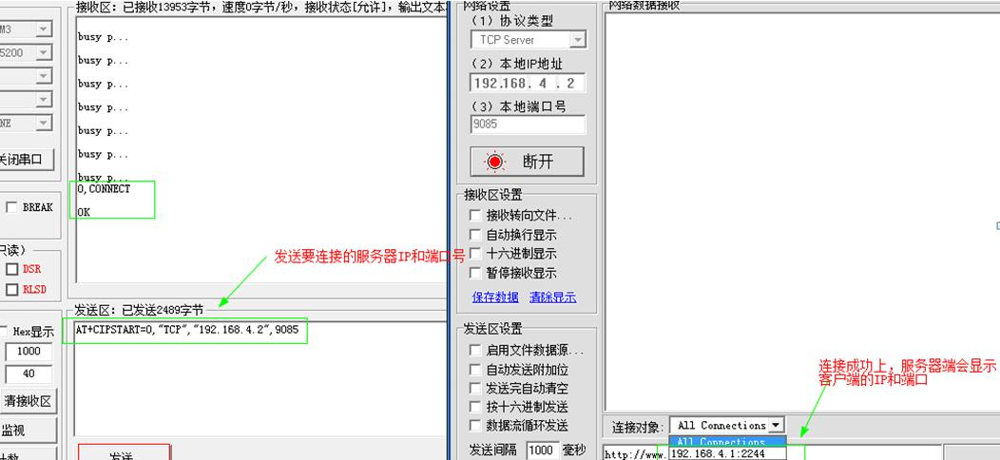 接收区: 已接收13953字节, 速度0字节/秒, 接收状态[允许], 输出文本
M3
5200
NE
关闭串口
BREAK
只读）
DSR
RLSD
Hex显示
1000
40
清接收区
监视
busy p...
busy p...
busy p...
busy p...
busy p...
busy p...
busy p...
0,CONNECT
OK
发送要连接的服务器IP和端口号
发送区: 已发送2489字节
AT+CIPSTART=0,"TCP","192.168.4.2",9085
发送
网络设置
（1）协议类型
TCP Server
（2）本地IP地址
192.168. 4 . 2
（3）本地端口号
9085
断开
接收区设置
接收转向文件...
自动换行显示
十六进制显示
暂停接收显示
保存数据 清除显示
发送区设置
启用文件数据源...
自动发送附加位
发送完自动清空
按十六进制发送
数据流循环发送
发送间隔 1000 毫秒
网络数据接收
连接成功上, 服务器端会显示
客户端的IP和端口
连接对象: All Connections
All Connections
http://www. 192.168.4.1:2244